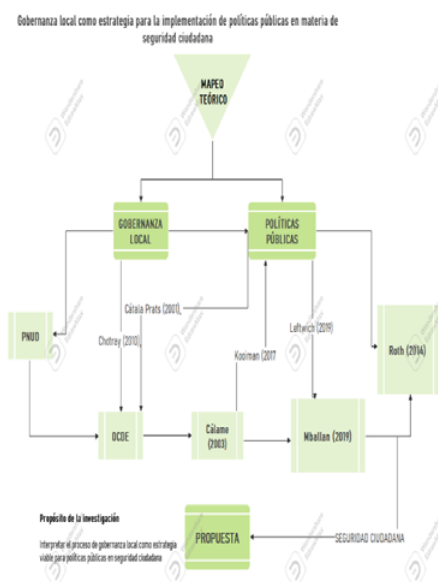 Gobernanza local como estrategia para la implementación de políticas públicas en materia de
seguridad ciudadana
MAPEO
TEÓRICO
GOBERNANZA
LOCAL
POLÍTICAS
PÚBLICAS
Cátala Prats (2001),
Chotray (2010),
Leftwich (2019)
Kooiman (2017
PNUD
Roth (2014)
OCDE
Cálame
(2003)
Mballan (2019)
Propósito de la investigación
Interpretar el proceso de gobernanza local como estrategia
viable para políticas públicas en seguridad ciudadana
PROPUESTA
SEGURIDAD CIUDADANA